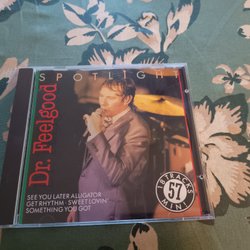 SPOTLIGHT
Dr. Feelgood
SEE YOU LATER ALLIGATOR
GET RHYTHM · SWEET LOVIN'
SOMETHING YOU GOT
18 TRACKS
57
MIN.